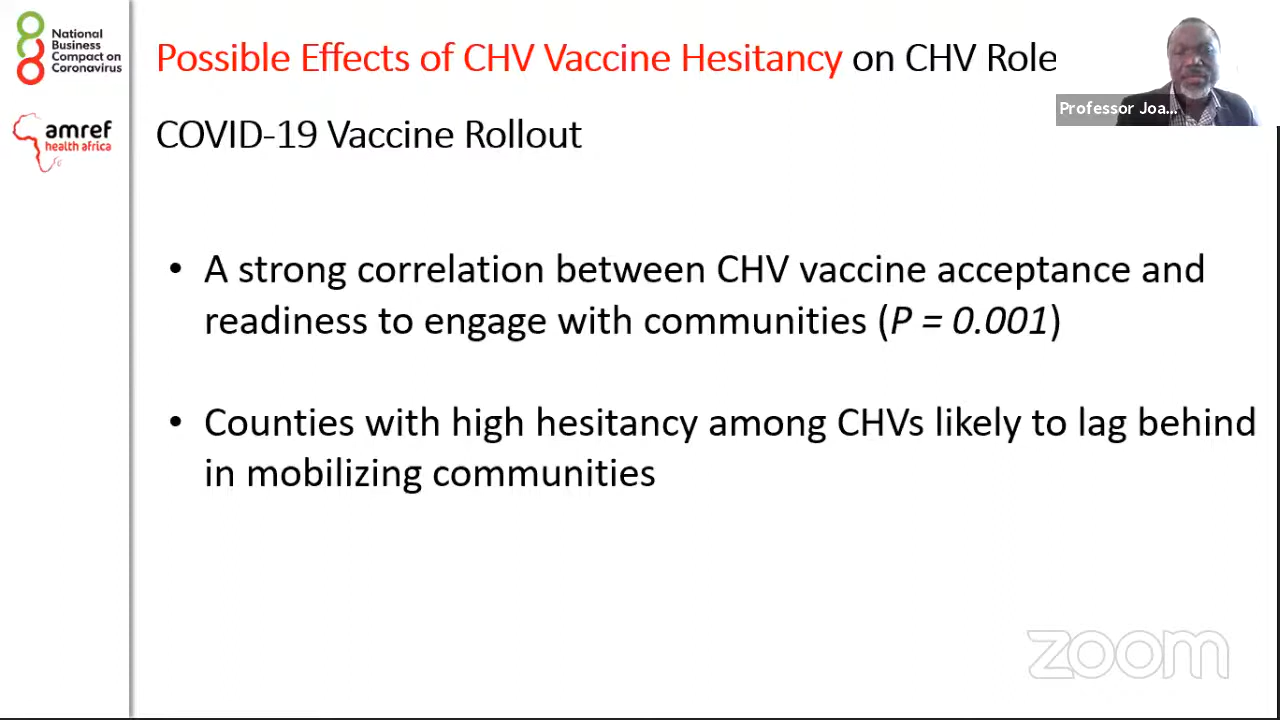 National
Business
Compact on
Coronavirus
amref
health africa
Possible Effects of CHV Vaccine Hesitancy on CHV Role
COVID-19 Vaccine Rollout
Professor Joa...
• A strong correlation between CHV vaccine acceptance and
readiness to engage with communities (P = 0.001)
• Counties with high hesitancy among CHVs likely to lag behind
in mobilizing communities
zoom